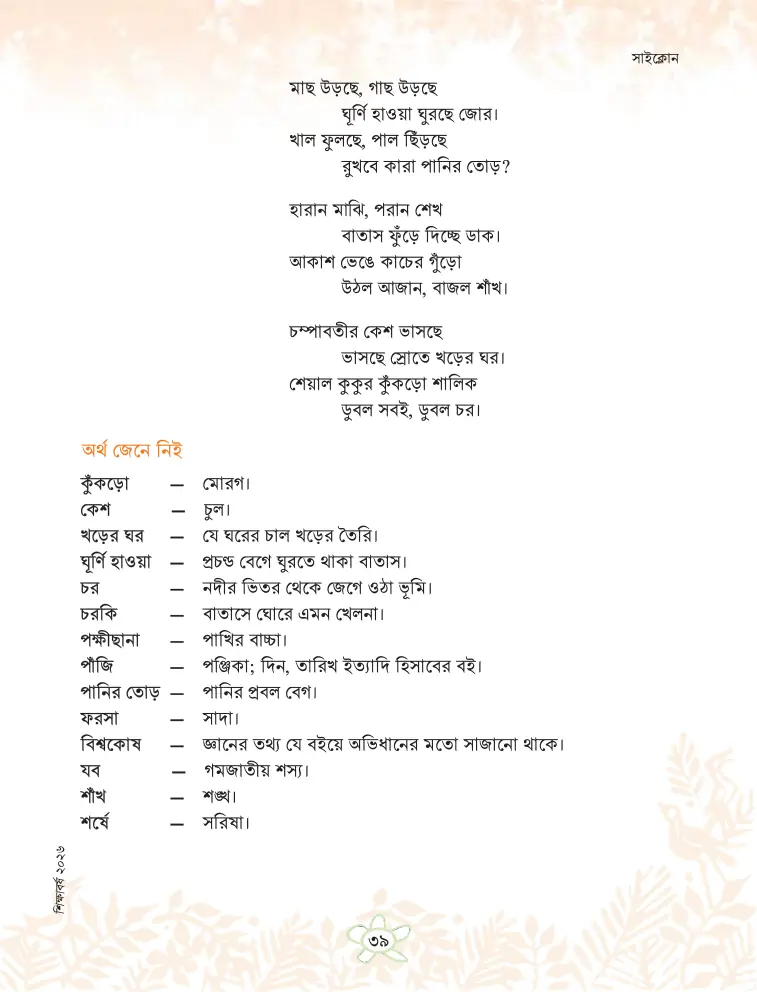 সাইক্লোন
মাছ উড়ছে, গাছ উড়ছে
ঘূর্ণি হাওয়া ঘুরছে জোর।
খাল ফুলছে, পাল ছিঁড়ছে
রুখবে কারা পানির তোড়?
হারান মাঝি, পরান শেখ
বাতাস ফুঁড়ে দিচ্ছে ডাক।
আকাশ ভেঙে কাচের গুঁড়ো
উঠল আজান, বাজল শাঁখ।
চম্পাবতীর কেশ ভাসছে
ভাসছে স্রোতে খড়ের ঘর।
শেয়াল কুকুর কুঁকড়ো শালিক
ডুবল সবই, ডুবল চর।
অর্থ জেনে নিই
কুঁকড়ো — মোরগ।
কেশ — চুল।
খড়ের ঘর — যে ঘরের চাল খড়ের তৈরি।
ঘূর্ণি হাওয়া — প্রচণ্ড বেগে ঘুরতে থাকা বাতাস।
চর — নদীর ভিতর থেকে জেগে ওঠা ভূমি।
চরকি — বাতাসে ঘোরে এমন খেলনা।
পক্ষীছানা — পাখির বাচ্চা।
পাঁজি — পঞ্জিকা; দিন, তারিখ ইত্যাদি হিসাবের বই।
পানির তোড় — পানির প্রবল বেগ।
ফরসা — সাদা।
বিশ্বকোষ — জ্ঞানের তথ্য যে বইয়ে অভিধানের মতো সাজানো থাকে।
যব — গমজাতীয় শস্য।
শাঁখ — শঙ্খ।
শর্ষে — সরিষা।
শিক্ষাবর্ষ ২০২৬
৩৯